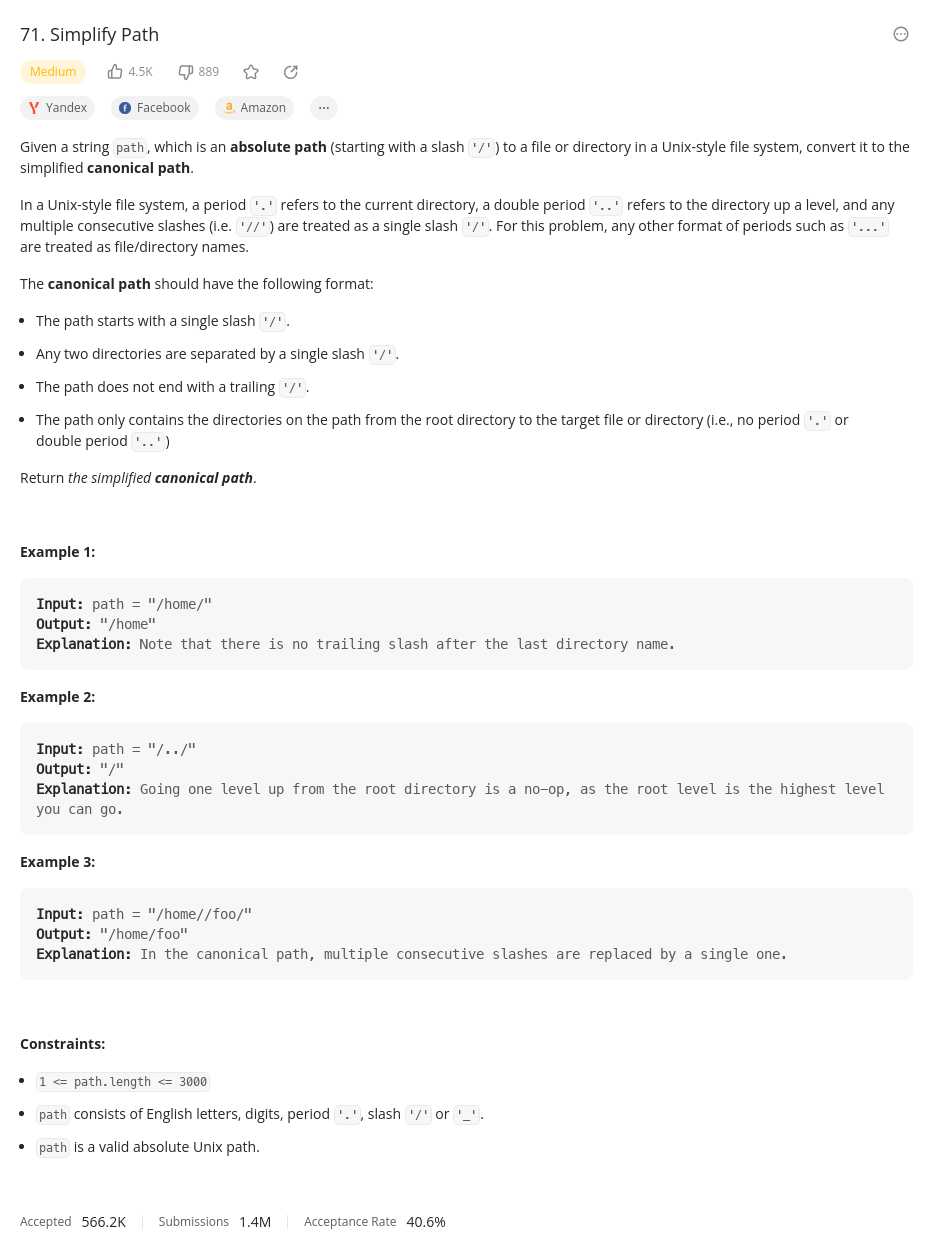 71. Simplify Path
Medium 4.5K 889
Yandex Facebook Amazon ...
Given a string path, which is an absolute path (starting with a slash '/') to a file or directory in a Unix-style file system, convert it to the
simplified canonical path.
In a Unix-style file system, a period '.' refers to the current directory, a double period '..' refers to the directory up a level, and any
multiple consecutive slashes (i.e. '//') are treated as a single slash '/'. For this problem, any other format of periods such as '...'
are treated as file/directory names.
The canonical path should have the following format:
• The path starts with a single slash '/'.
• Any two directories are separated by a single slash '/'.
• The path does not end with a trailing '/'.
• The path only contains the directories on the path from the root directory to the target file or directory (i.e., no period '.' or
double period '..')
Return the simplified canonical path.
Example 1:
Input: path = "/home/"
Output: "/home"
Explanation: Note that there is no trailing slash after the last directory name.
Example 2:
Input: path = "/../"
Output: "/"
Explanation: Going one level up from the root directory is a no-op, as the root level is the highest level
you can go.
Example 3:
Input: path = "/home//foo/"
Output: "/home/foo"
Explanation: In the canonical path, multiple consecutive slashes are replaced by a single one.
Constraints:
• 1 <= path.length <= 3000
• path consists of English letters, digits, period '.', slash '/' or '_'.
• path is a valid absolute Unix path.
Accepted 566.2K Submissions 1.4M Acceptance Rate 40.6%